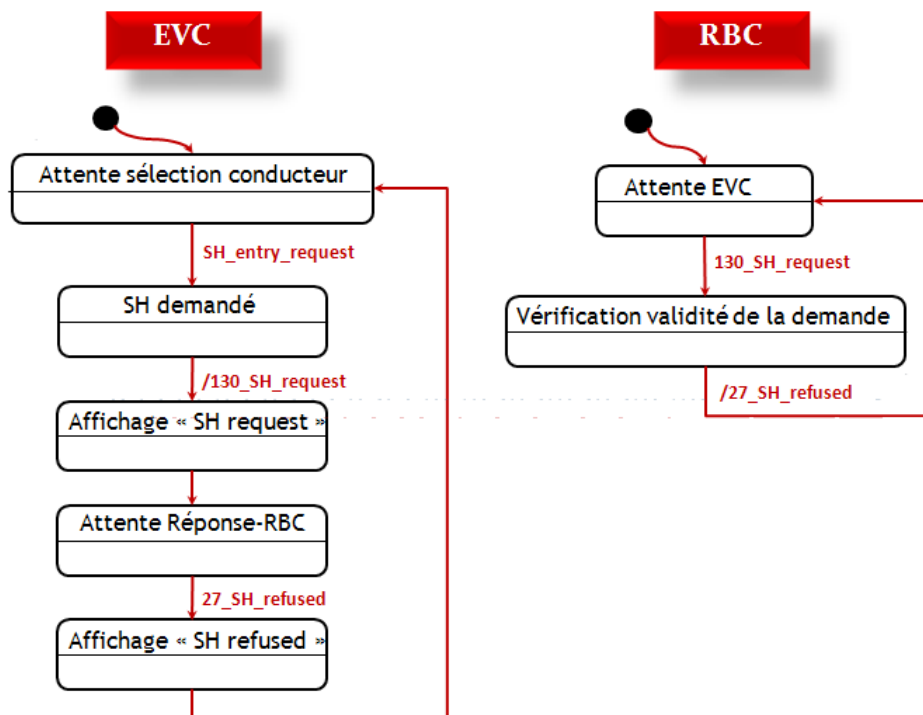 EVC
Attente sélection conducteur
SH_entry_request
SH demandé
/130_SH_request
Affichage « SH request »
Attente Réponse-RBC
27_SH_refused
Affichage « SH refused »
RBC
Attente EVC
130_SH_request
Vérification validité de la demande
/27_SH_refused